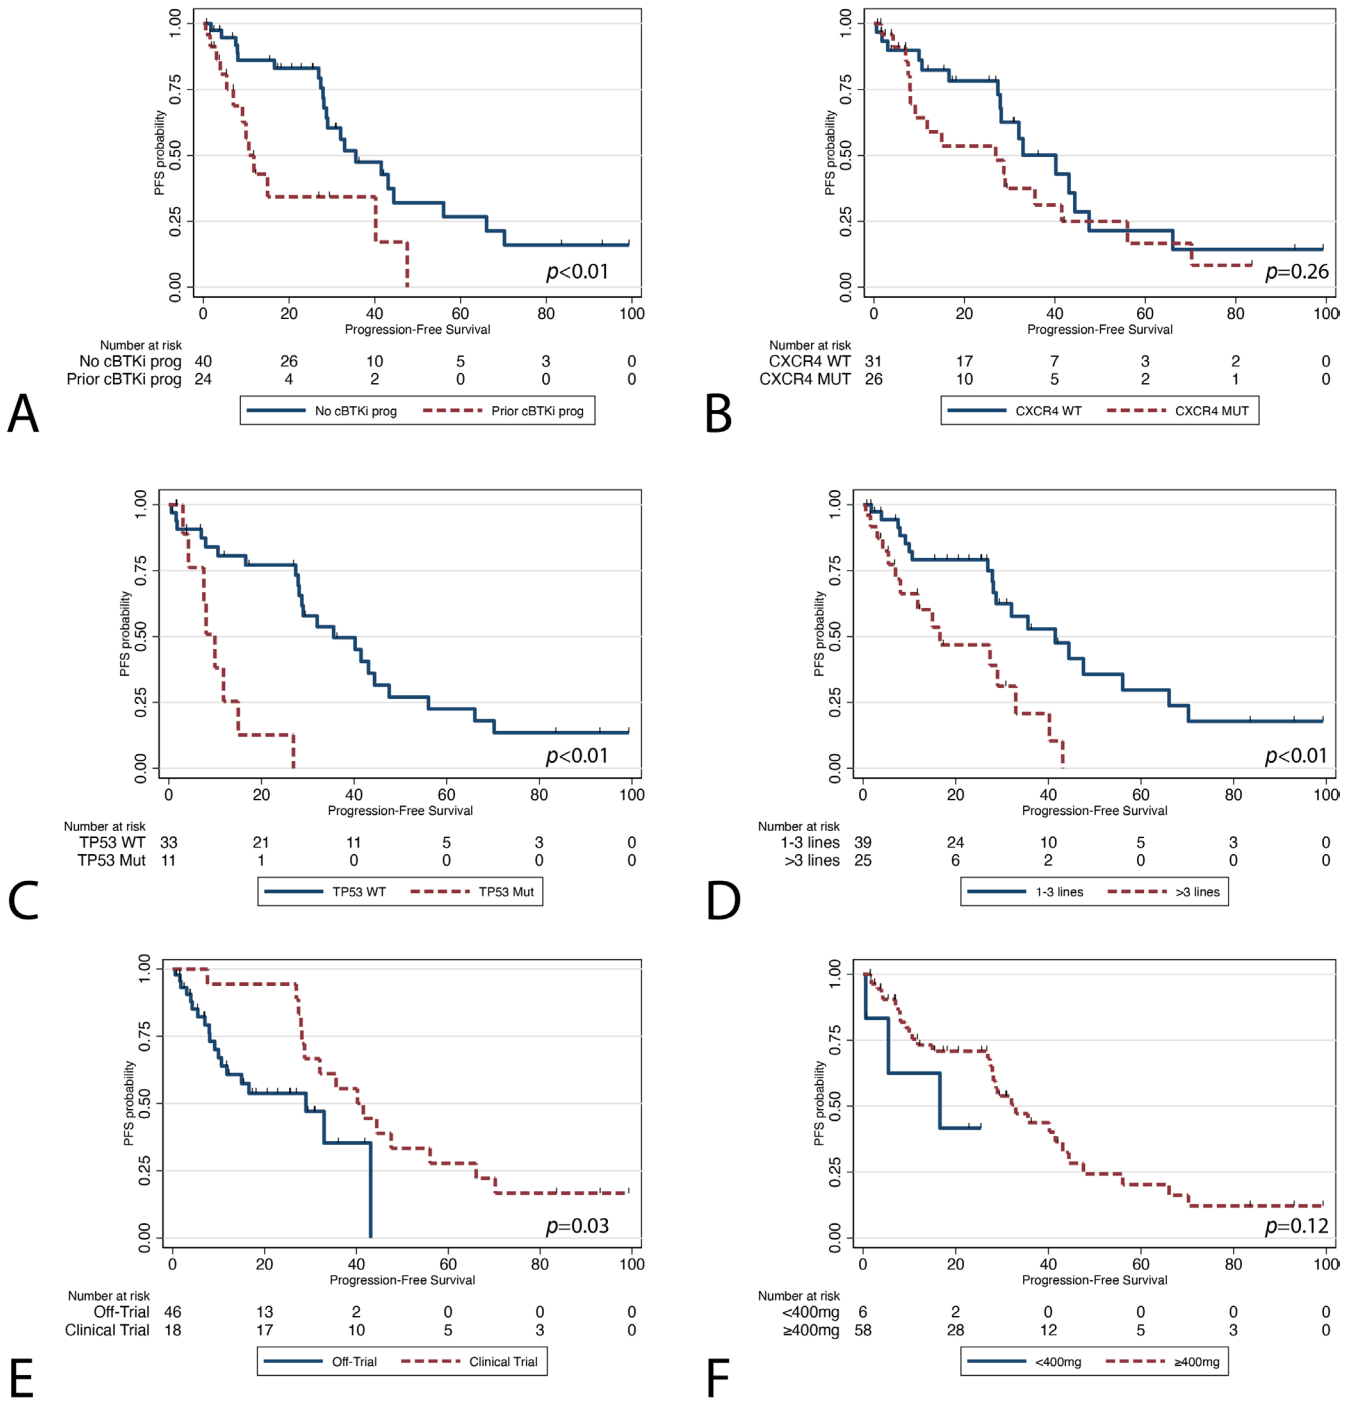 1.00
0.75
0.50
0.25
0.00
PFS probability
p<0.01
0 20 40 60 80 100
Progression-Free Survival
Number at risk
No cBTKi prog 40 26 10 5 3 0
Prior cBTKi prog 24 4 2 0 0 0
No cBTKi prog Prior cBTKi prog
A
1.00
0.75
0.50
0.25
0.00
PFS probability
p=0.26
0 20 40 60 80 100
Progression-Free Survival
Number at risk
CXCR4 WT 31 17 7 3 2 0
CXCR4 MUT 26 10 5 2 1 0
CXCR4 WT CXCR4 MUT
B
1.00
0.75
0.50
0.25
0.00
PFS probability
p<0.01
0 20 40 60 80 100
Progression-Free Survival
Number at risk
TP53 WT 33 21 11 5 3 0
TP53 Mut 11 1 0 0 0 0
TP53 WT TP53 Mut
C
1.00
0.75
0.50
0.25
0.00
PFS probability
p<0.01
0 20 40 60 80 100
Progression-Free Survival
Number at risk
1-3 lines 39 24 10 5 3 0
>3 lines 25 6 2 0 0 0
1-3 lines >3 lines
D
1.00
0.75
0.50
0.25
0.00
PFS probability
p=0.03
0 20 40 60 80 100
Progression-Free Survival
Number at risk
Off-Trial 46 13 2 0 0 0
Clinical Trial 18 17 10 5 3 0
Off-Trial Clinical Trial
E
1.00
0.75
0.50
0.25
0.00
PFS probability
p=0.12
0 20 40 60 80 100
Progression-Free Survival
Number at risk
<400mg 6 2 0 0 0 0
≥400mg 58 28 12 5 3 0
<400mg ≥400mg
F